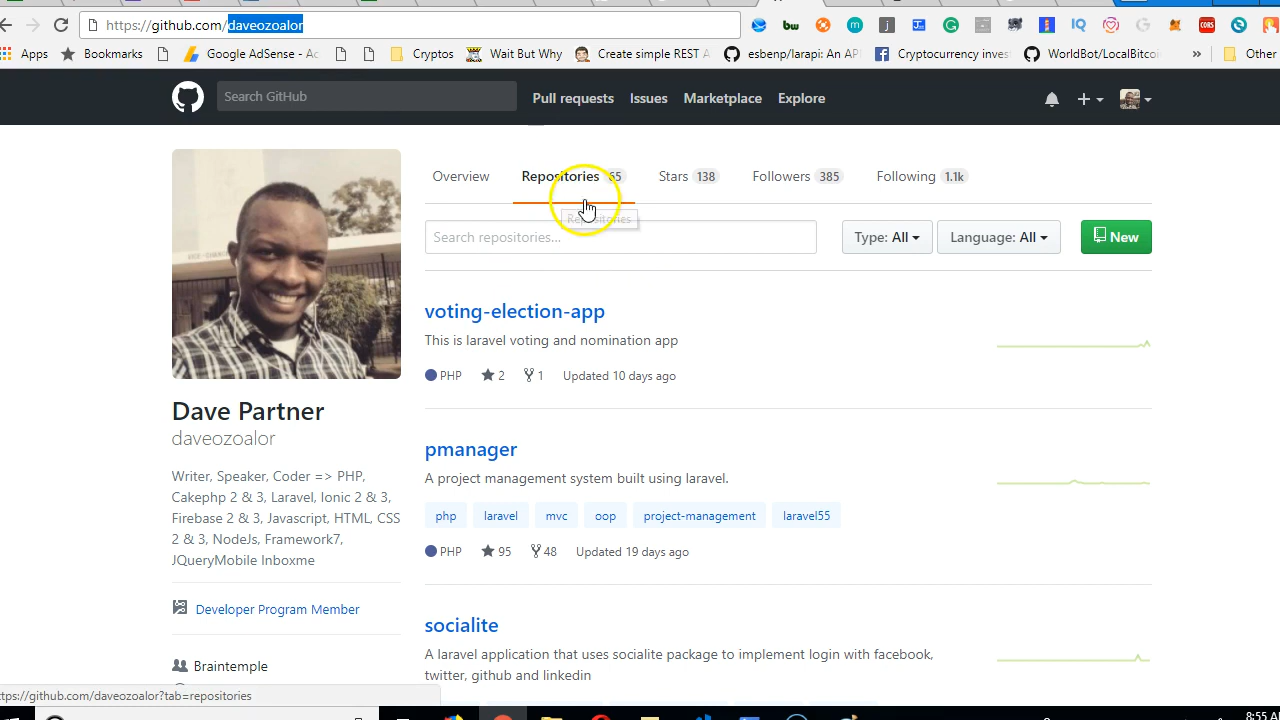 https://github.com/daveozoalor
bw
m
j
IQ
G
CORS
Apps
Bookmarks
Google AdSense - Ac
Cryptos
Wait But Why
Create simple REST A
esbenp/larapi: An AP
Cryptocurrency inves
WorldBot/LocalBitcoi
»
Other
Search GitHub
Pull requests
Issues
Marketplace
Explore
Overview
Repositories 65
Stars 138
Followers 385
Following 1.1k
Repositories
Search repositories...
Type: All
Language: All
New
voting-election-app
This is laravel voting and nomination app
PHP 2 1 Updated 10 days ago
Dave Partner
daveozoalor
Writer, Speaker, Coder => PHP,
Cakephp 2 & 3, Laravel, Ionic 2 & 3,
Firebase 2 & 3, Javascript, HTML, CSS
2 & 3, NodeJs, Framework7,
JQueryMobile Inboxme
Developer Program Member
Braintemple
pmanager
A project management system built using laravel.
php laravel mvc oop project-management laravel55
PHP 95 48 Updated 19 days ago
socialite
A laravel application that uses socialite package to implement login with facebook,
twitter, github and linkedin
ttps://github.com/daveozoalor?tab=repositories
8:55 A